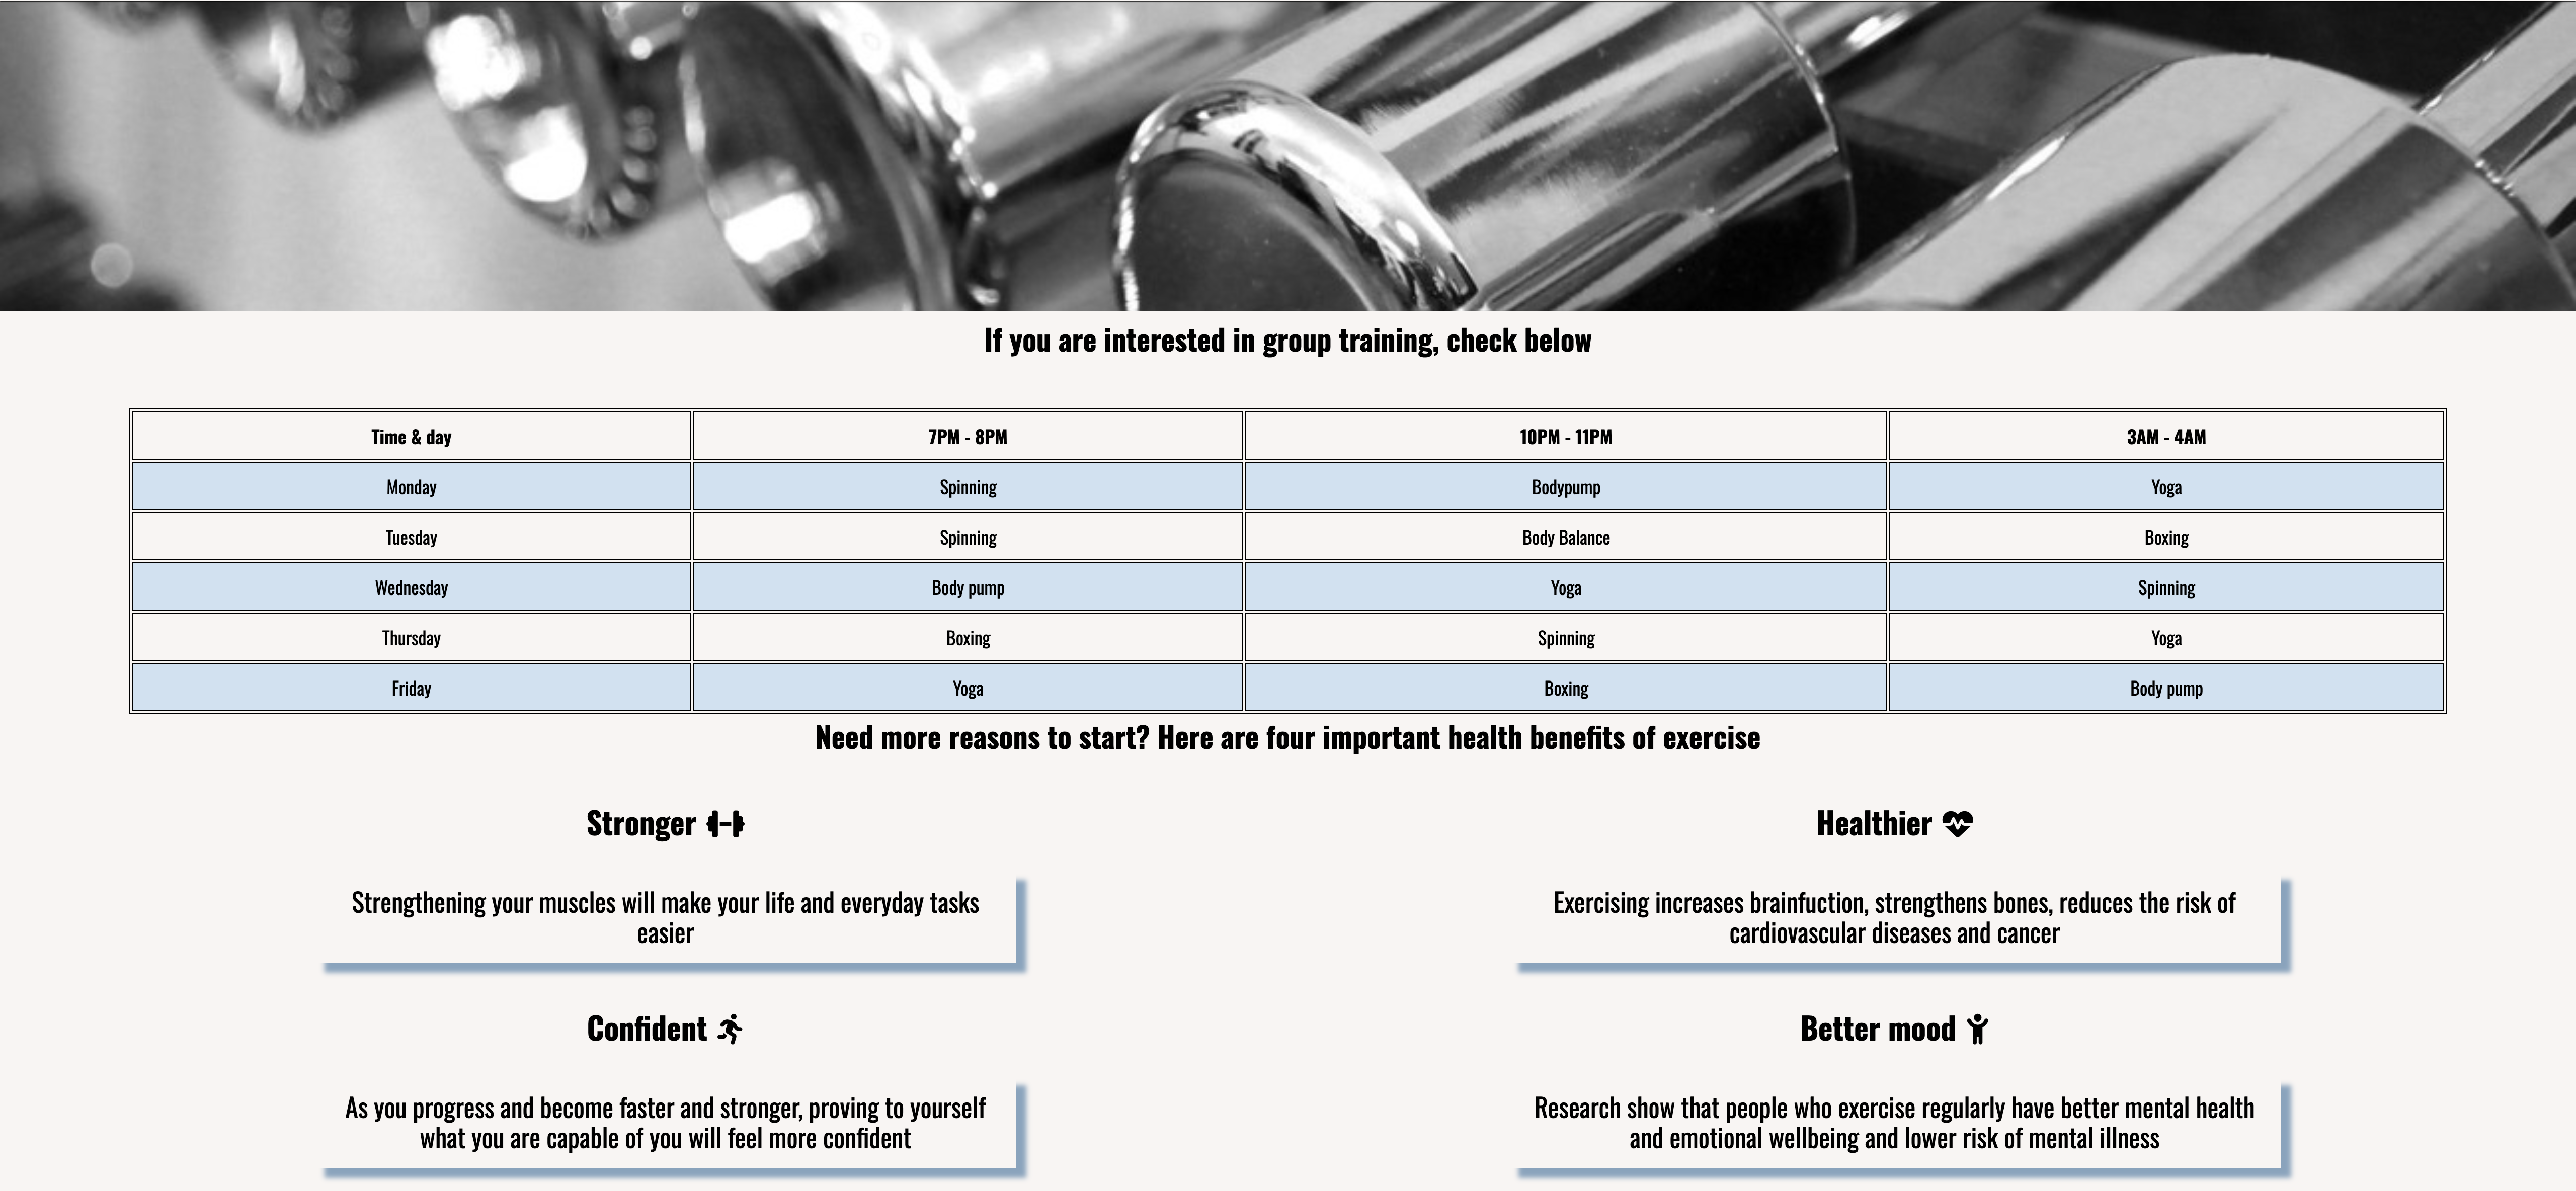 If you are interested in group training, check below
Time & day 7PM - 8PM 10PM - 11PM 3AM - 4AM
Monday Spinning Bodypump Yoga
Tuesday Spinning Body Balance Boxing
Wednesday Body pump Yoga Spinning
Thursday Boxing Spinning Yoga
Friday Yoga Boxing Body pump
Need more reasons to start? Here are four important health benefits of exercise
Stronger
Strengthening your muscles will make your life and everyday tasks
easier
Healthier
Exercising increases brainfuction, strengthens bones, reduces the risk of
cardiovascular diseases and cancer
Confident
As you progress and become faster and stronger, proving to yourself
what you are capable of you will feel more confident
Better mood
Research show that people who exercise regularly have better mental health
and emotional wellbeing and lower risk of mental illness